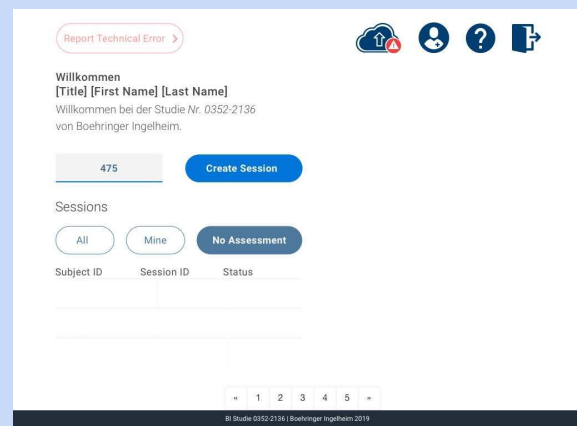 Report Technical Error
Willkommen
[Title] [First Name] [Last Name]
Willkommen bei der Studie Nr. 0352-2136
von Boehringer Ingelheim.
475
Create Session
Sessions
All Mine No Assessment
Subject ID Session ID Status
« 1 2 3 4 5 »
BI Studie 0352-2136 | Boehringer Ingelheim 2019